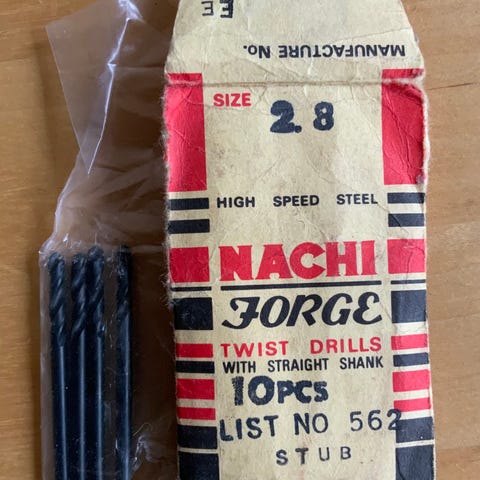 EE
MANUFACTURE No.
SIZE
2.8
HIGH SPEED STEEL
NACHI
FORGE
TWIST DRILLS
WITH STRAIGHT SHANK
10PCS
LIST NO 562
STUB